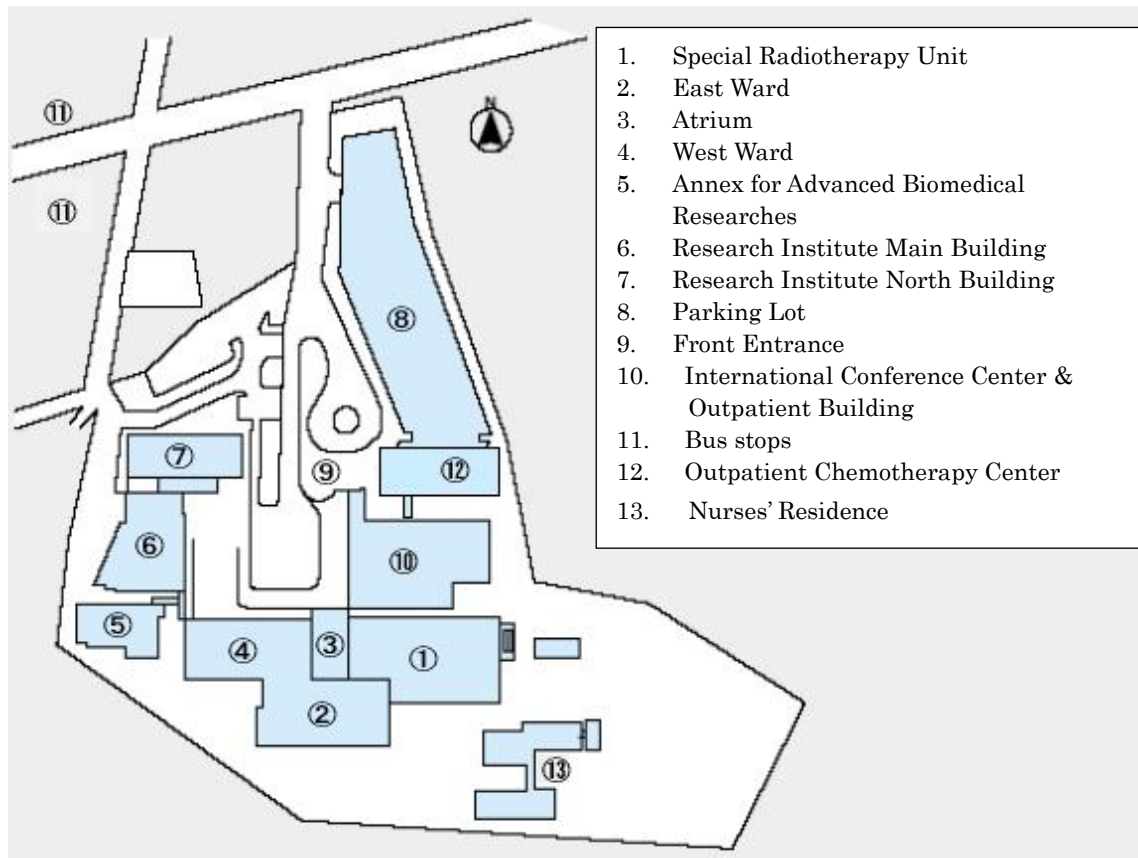 1. Special Radiotherapy Unit
2. East Ward
3. Atrium
4. West Ward
5. Annex for Advanced Biomedical
Researches
6. Research Institute Main Building
7. Research Institute North Building
8. Parking Lot
9. Front Entrance
10. International Conference Center &
Outpatient Building
11. Bus stops
12. Outpatient Chemotherapy Center
13. Nurses’ Residence
N
⑪
⑪
⑧
⑦
⑨
⑫
⑥
⑩
⑤
④
③
①
②
⑬